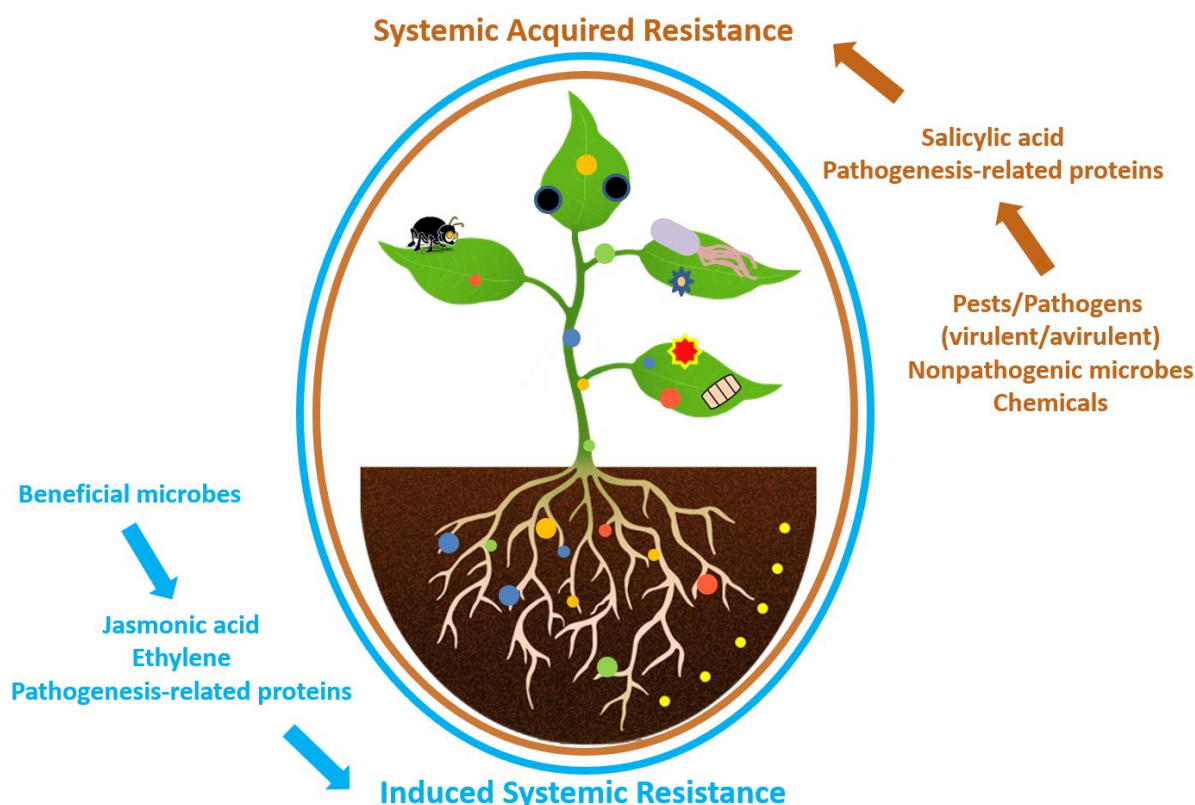 Systemic Acquired Resistance
Salicylic acid
Pathogenesis-related proteins
Pests/Pathogens
(virulent/avirulent)
Nonpathogenic microbes
Chemicals
Beneficial microbes
Jasmonic acid
Ethylene
Pathogenesis-related proteins
Induced Systemic Resistance